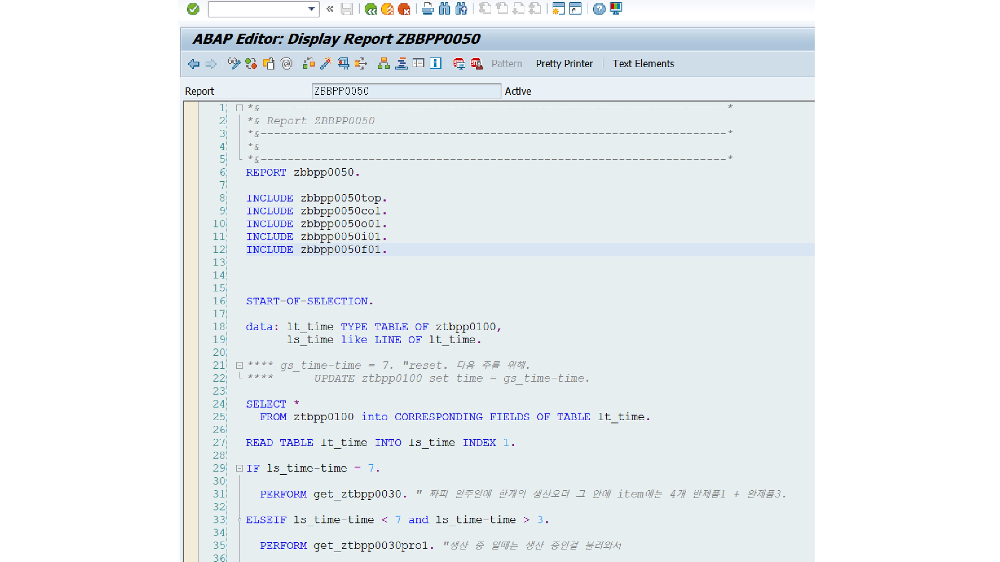 ABAP Editor: Display Report ZBBPP0050
Pattern Pretty Printer Text Elements
Report ZBBPP0050 Active
1 *&---------------------------------------------------------------------*
2 *& Report ZBBPP0050
3 *&---------------------------------------------------------------------*
4 *&
5 *&---------------------------------------------------------------------*
6 REPORT zbbpp0050.
7
8 INCLUDE zbbpp0050top.
9 INCLUDE zbbpp0050co1.
10 INCLUDE zbbpp0050o01.
11 INCLUDE zbbpp0050i01.
12 INCLUDE zbbpp0050f01.
13
14
15
16 START-OF-SELECTION.
17
18 data: lt_time TYPE TABLE OF ztbpp0100,
19 ls_time like LINE OF lt_time.
20
21 **** gs_time-time = 7. "reset. 다음 주를 위해.
22 **** UPDATE ztbpp0100 set time = gs_time-time.
23
24 SELECT *
25 FROM ztbpp0100 into CORRESPONDING FIELDS OF TABLE lt_time.
26
27 READ TABLE lt_time INTO ls_time INDEX 1.
28
29 IF ls_time-time = 7.
30
31 PERFORM get_ztbpp0030. " 짜피 일주일에 한개의 생산오더 그 안에 item에는 4개 반제품1 + 완제품3.
32
33 ELSEIF ls_time-time < 7 and ls_time-time > 3.
34
35 PERFORM get_ztbpp0030pro1. "생산 중 일때는 생산 중인걸 불러와서
36